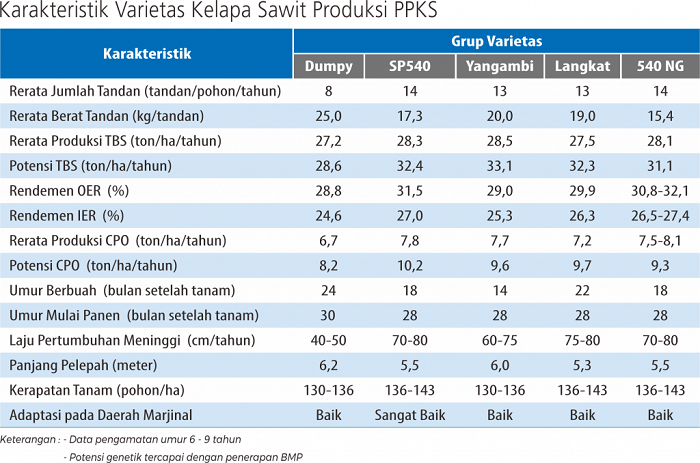 Karakteristik Varietas Kelapa Sawit Produksi PPKS
Karakteristik Grup Varietas
Dumpy SP540 Yangambi Langkat 540 NG
Rerata Jumlah Tandan (tandan/pohon/tahun) 8 14 13 13 14
Rerata Berat Tandan (kg/tandan) 25,0 17,3 20,0 19,0 15,4
Rerata Produksi TBS (ton/ha/tahun) 27,2 28,3 28,5 27,5 28,1
Potensi TBS (ton/ha/tahun) 28,6 32,4 33,1 32,3 31,1
Rendemen OER (%) 28,8 31,5 29,0 29,9 30,8-32,1
Rendemen IER (%) 24,6 27,0 25,3 26,3 26,5-27,4
Rerata Produksi CPO (ton/ha/tahun) 6,7 7,8 7,7 7,2 7,5-8,1
Potensi CPO (ton/ha/tahun) 8,2 10,2 9,6 9,7 9,3
Umur Berbuah (bulan setelah tanam) 24 18 14 22 18
Umur Mulai Panen (bulan setelah tanam) 30 28 28 28 28
Laju Pertumbuhan Meninggi (cm/tahun) 40-50 70-80 60-75 75-80 70-80
Panjang Pelepah (meter) 6,2 5,5 6,0 5,3 5,5
Kerapatan Tanam (pohon/ha) 130-136 136-143 130-136 136-143 136-143
Adaptasi pada Daerah Marjinal Baik Sangat Baik Baik Baik Baik
Keterangan : - Data pengamatan umur 6 - 9 tahun
- Potensi genetik tercapai dengan penerapan BMP